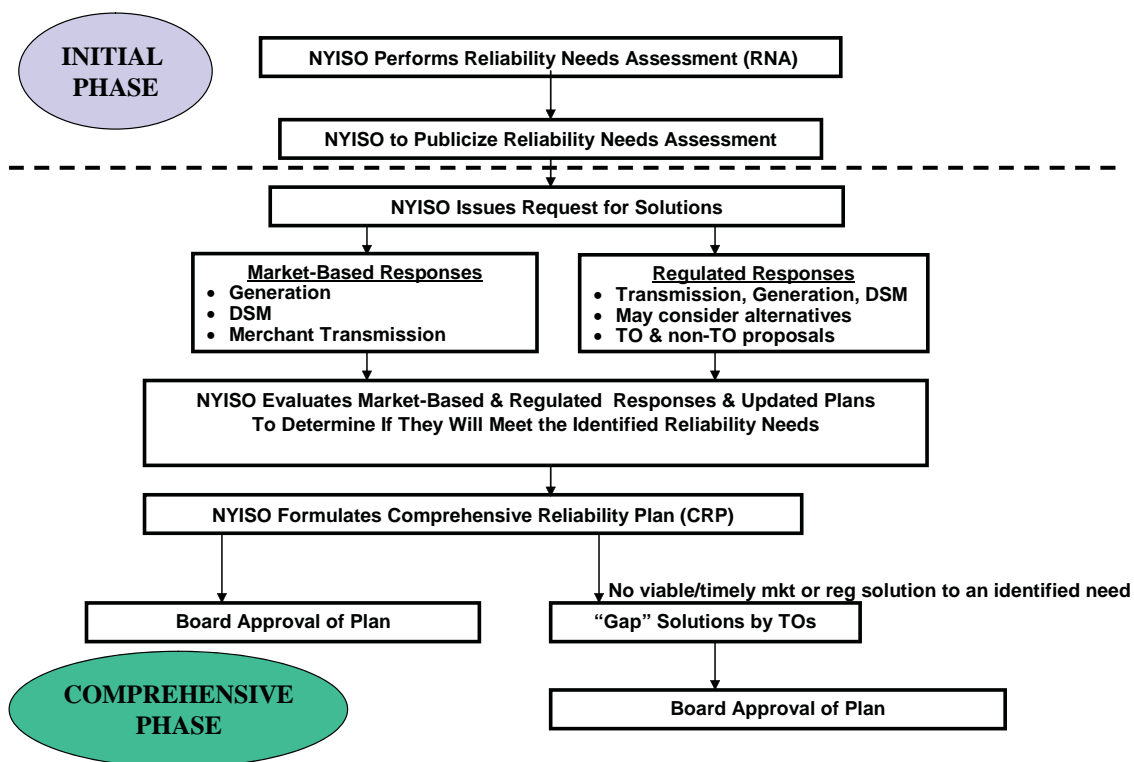 INITIAL
PHASE
NYISO Performs Reliability Needs Assessment (RNA)
NYISO to Publicize Reliability Needs Assessment
NYISO Issues Request for Solutions
Market-Based Responses
• Generation
• DSM
• Merchant Transmission
Regulated Responses
• Transmission, Generation, DSM
• May consider alternatives
• TO & non-TO proposals
NYISO Evaluates Market-Based & Regulated Responses & Updated Plans
To Determine If They Will Meet the Identified Reliability Needs
NYISO Formulates Comprehensive Reliability Plan (CRP)
No viable/timely mkt or reg solution to an identified need
Board Approval of Plan
“Gap” Solutions by TOs
COMPREHENSIVE
PHASE
Board Approval of Plan